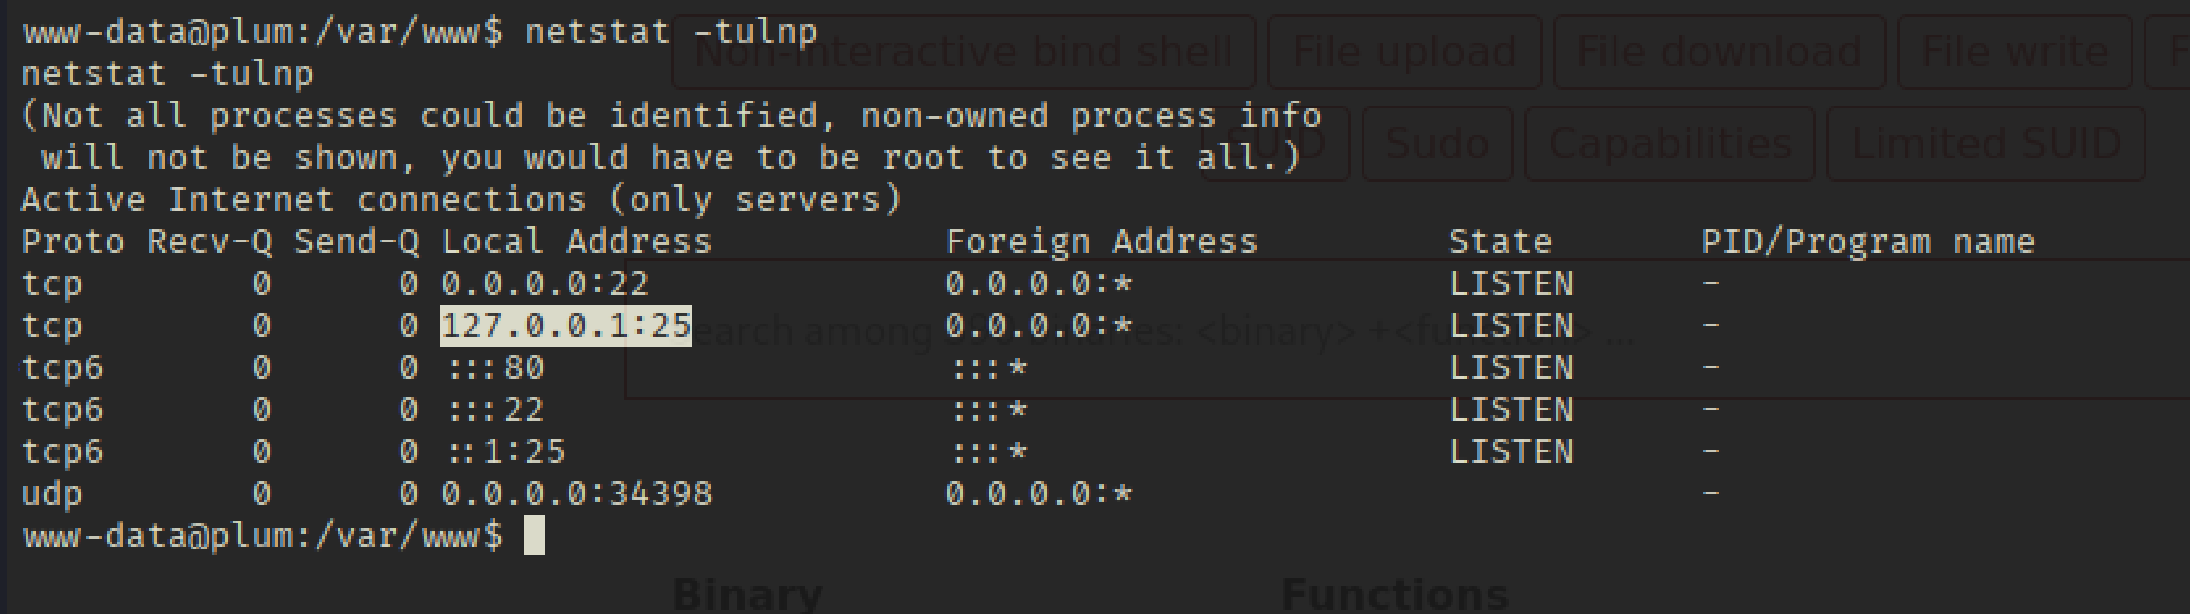 www-data@plum:/var/www$ netstat -tulnp
netstat -tulnp
(Not all processes could be identified, non-owned process info
 will not be shown, you would have to be root to see it all.)
Active Internet connections (only servers)
Proto Recv-Q Send-Q Local Address           Foreign Address         State       PID/Program name
tcp        0      0 0.0.0.0:22              0.0.0.0:*               LISTEN      -
tcp        0      0 127.0.0.1:25            0.0.0.0:*               LISTEN      -
tcp6       0      0 :::80                   :::*                    LISTEN      -
tcp6       0      0 :::22                   :::*                    LISTEN      -
tcp6       0      0 ::1:25                  :::*                    LISTEN      -
udp        0      0 0.0.0.0:34398           0.0.0.0:*                           -
www-data@plum:/var/www$
Non-interactive bind shell File upload File download File write
SUID Sudo Capabilities Limited SUID
among binaries: <binary> +<function> ...
Binary Functions